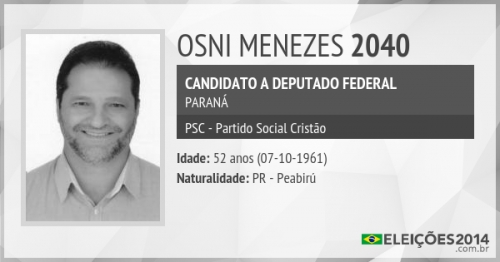 OSNI MENEZES 2040
CANDIDATO A DEPUTADO FEDERAL
PARANÁ
PSC - Partido Social Cristão
Idade: 52 anos (07-10-1961)
Naturalidade: PR - Peabirú
ELEIÇÕES2014
.com.br